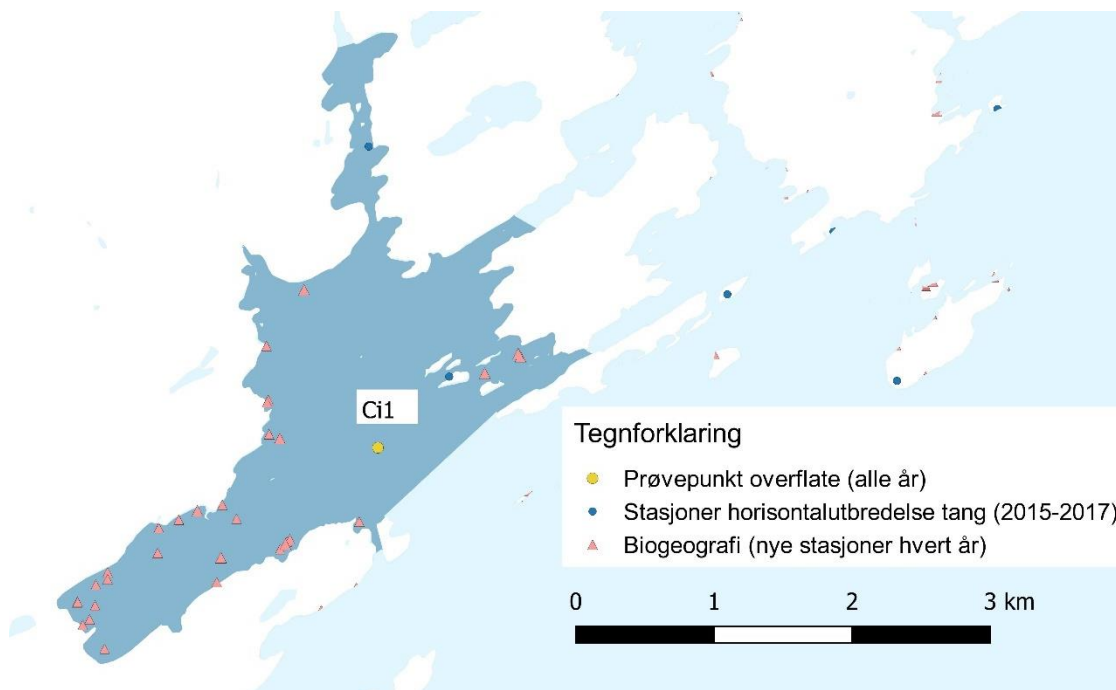 Ci1
Tegnforklaring
Prøvepunkt overflate (alle år)
Stasjoner horisontalutbredelse tang (2015-2017)
Biogeografi (nye stasjoner hvert år)
0 1 2 3 km